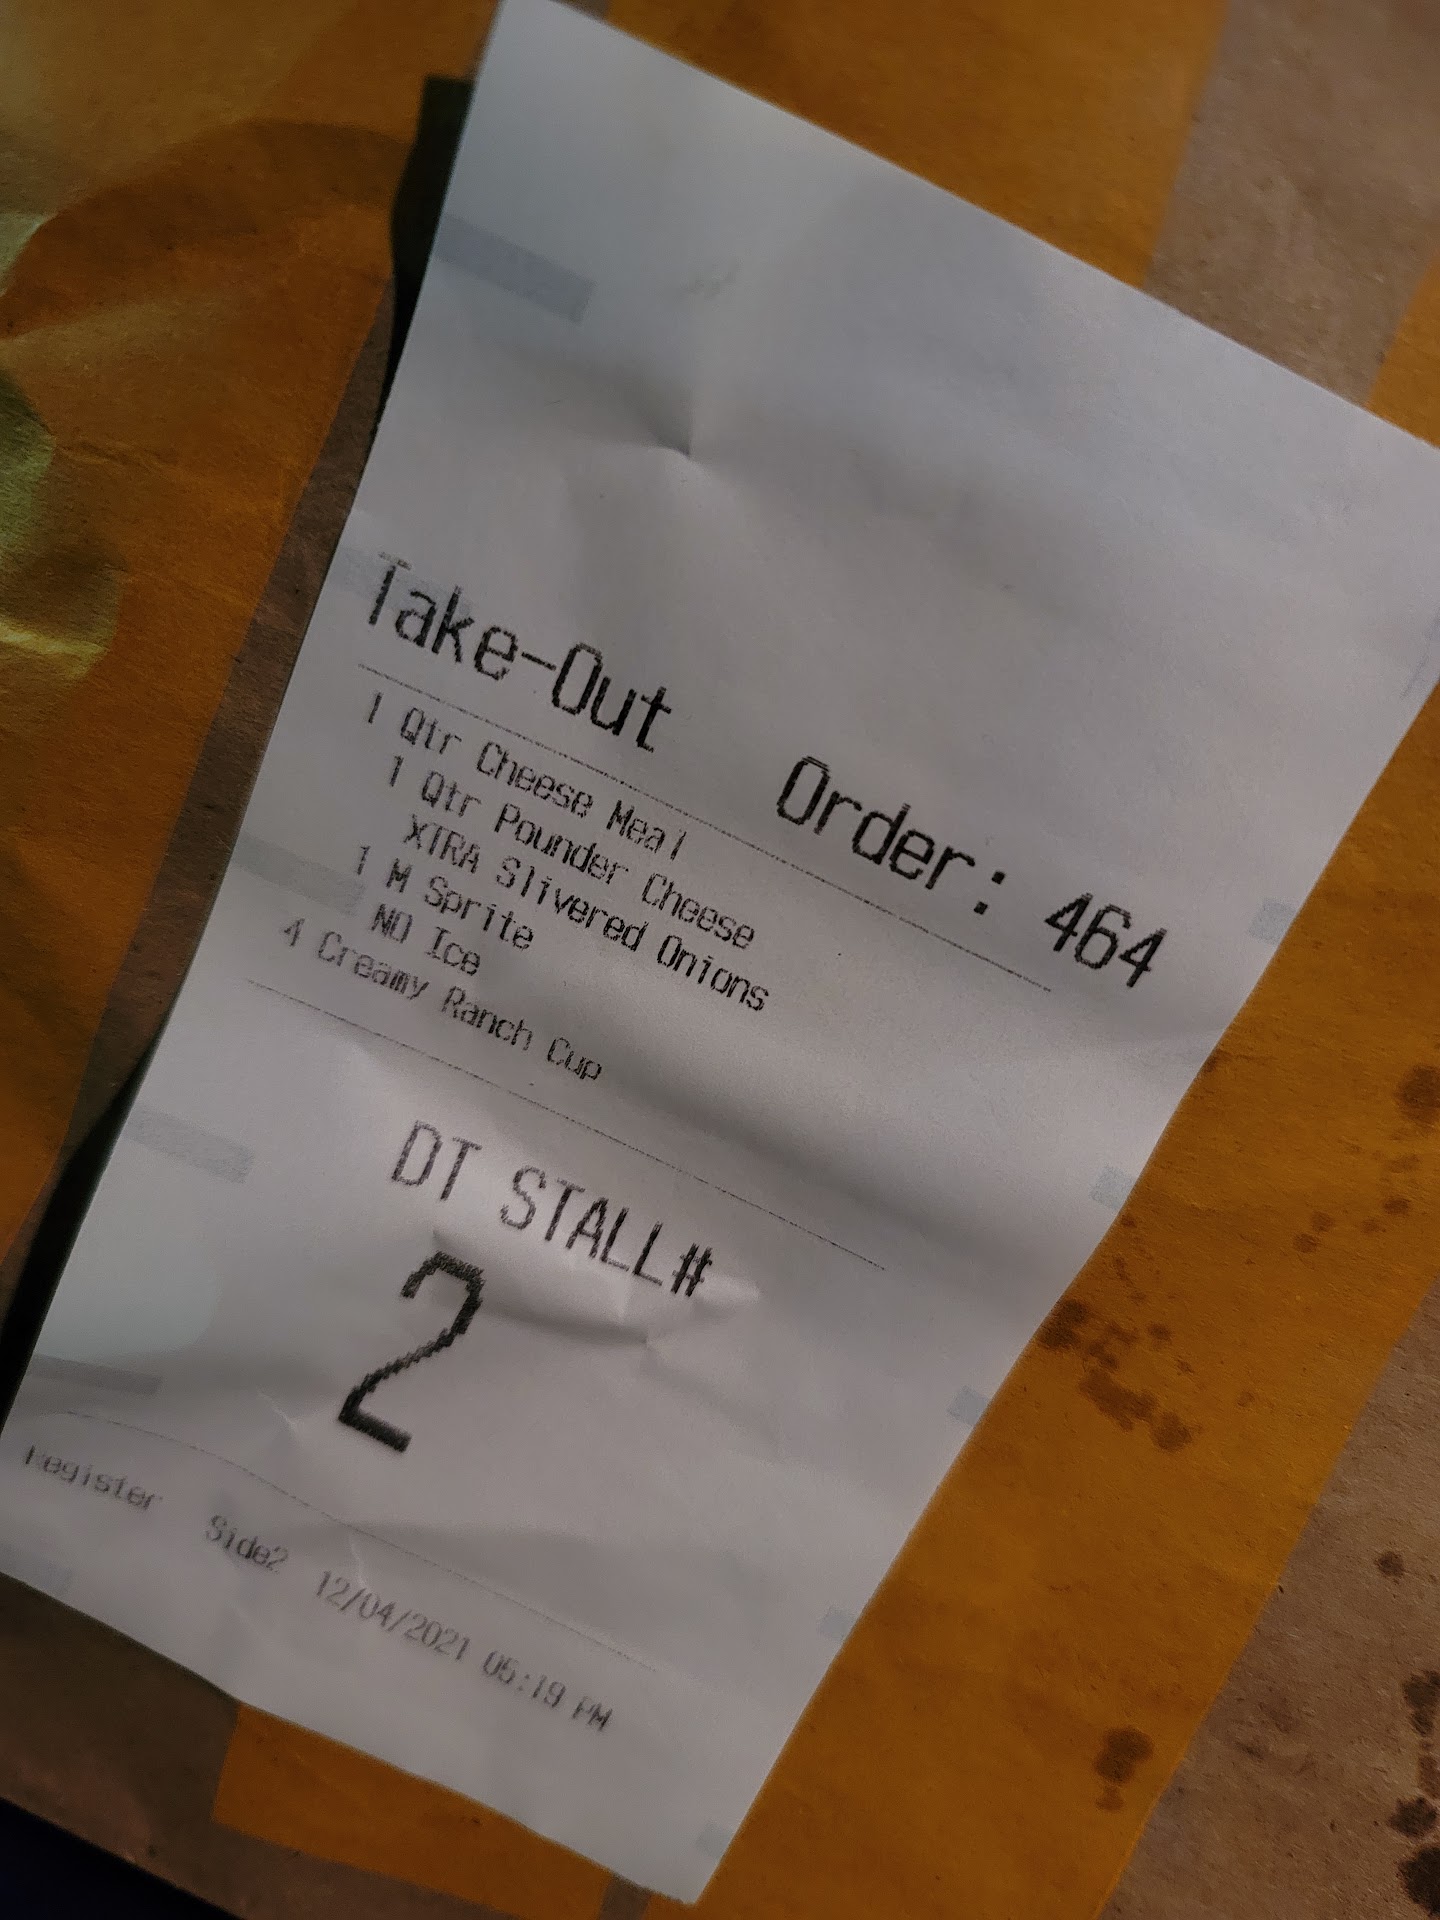 Take-Out Order: 464
1 Qtr Cheese Meal
1 Qtr Pounder Cheese
XTRA Slivered Onions
1 M Sprite
NO Ice
4 Creamy Ranch Cup
DT STALL#
2
Register Side2 12/04/2021 05:19 PM